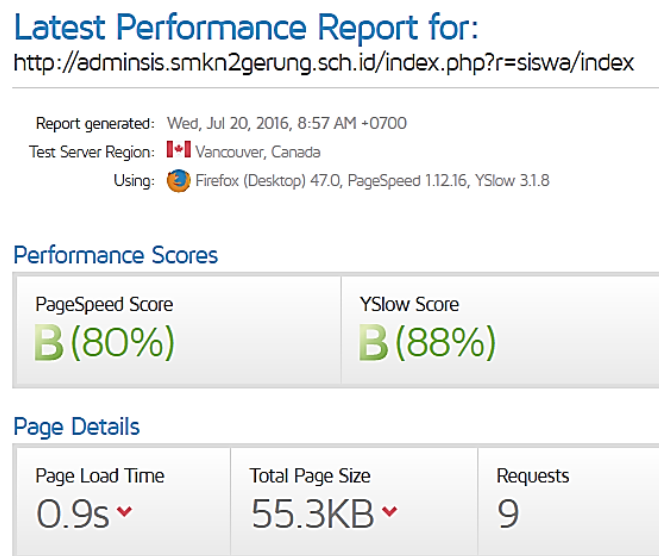 Latest Performance Report for:
http://adminsis.smkn2gerung.sch.id/index.php?r=siswa/index
Report generated: Wed, Jul 20, 2016, 8:57 AM +0700
Test Server Region: Vancouver, Canada
Using: Firefox (Desktop) 47.0, PageSpeed 1.12.16, YSlow 3.1.8
Performance Scores
PageSpeed Score
B (80%)
YSlow Score
B (88%)
Page Details
Page Load Time
0.9s
Total Page Size
55.3KB
Requests
9